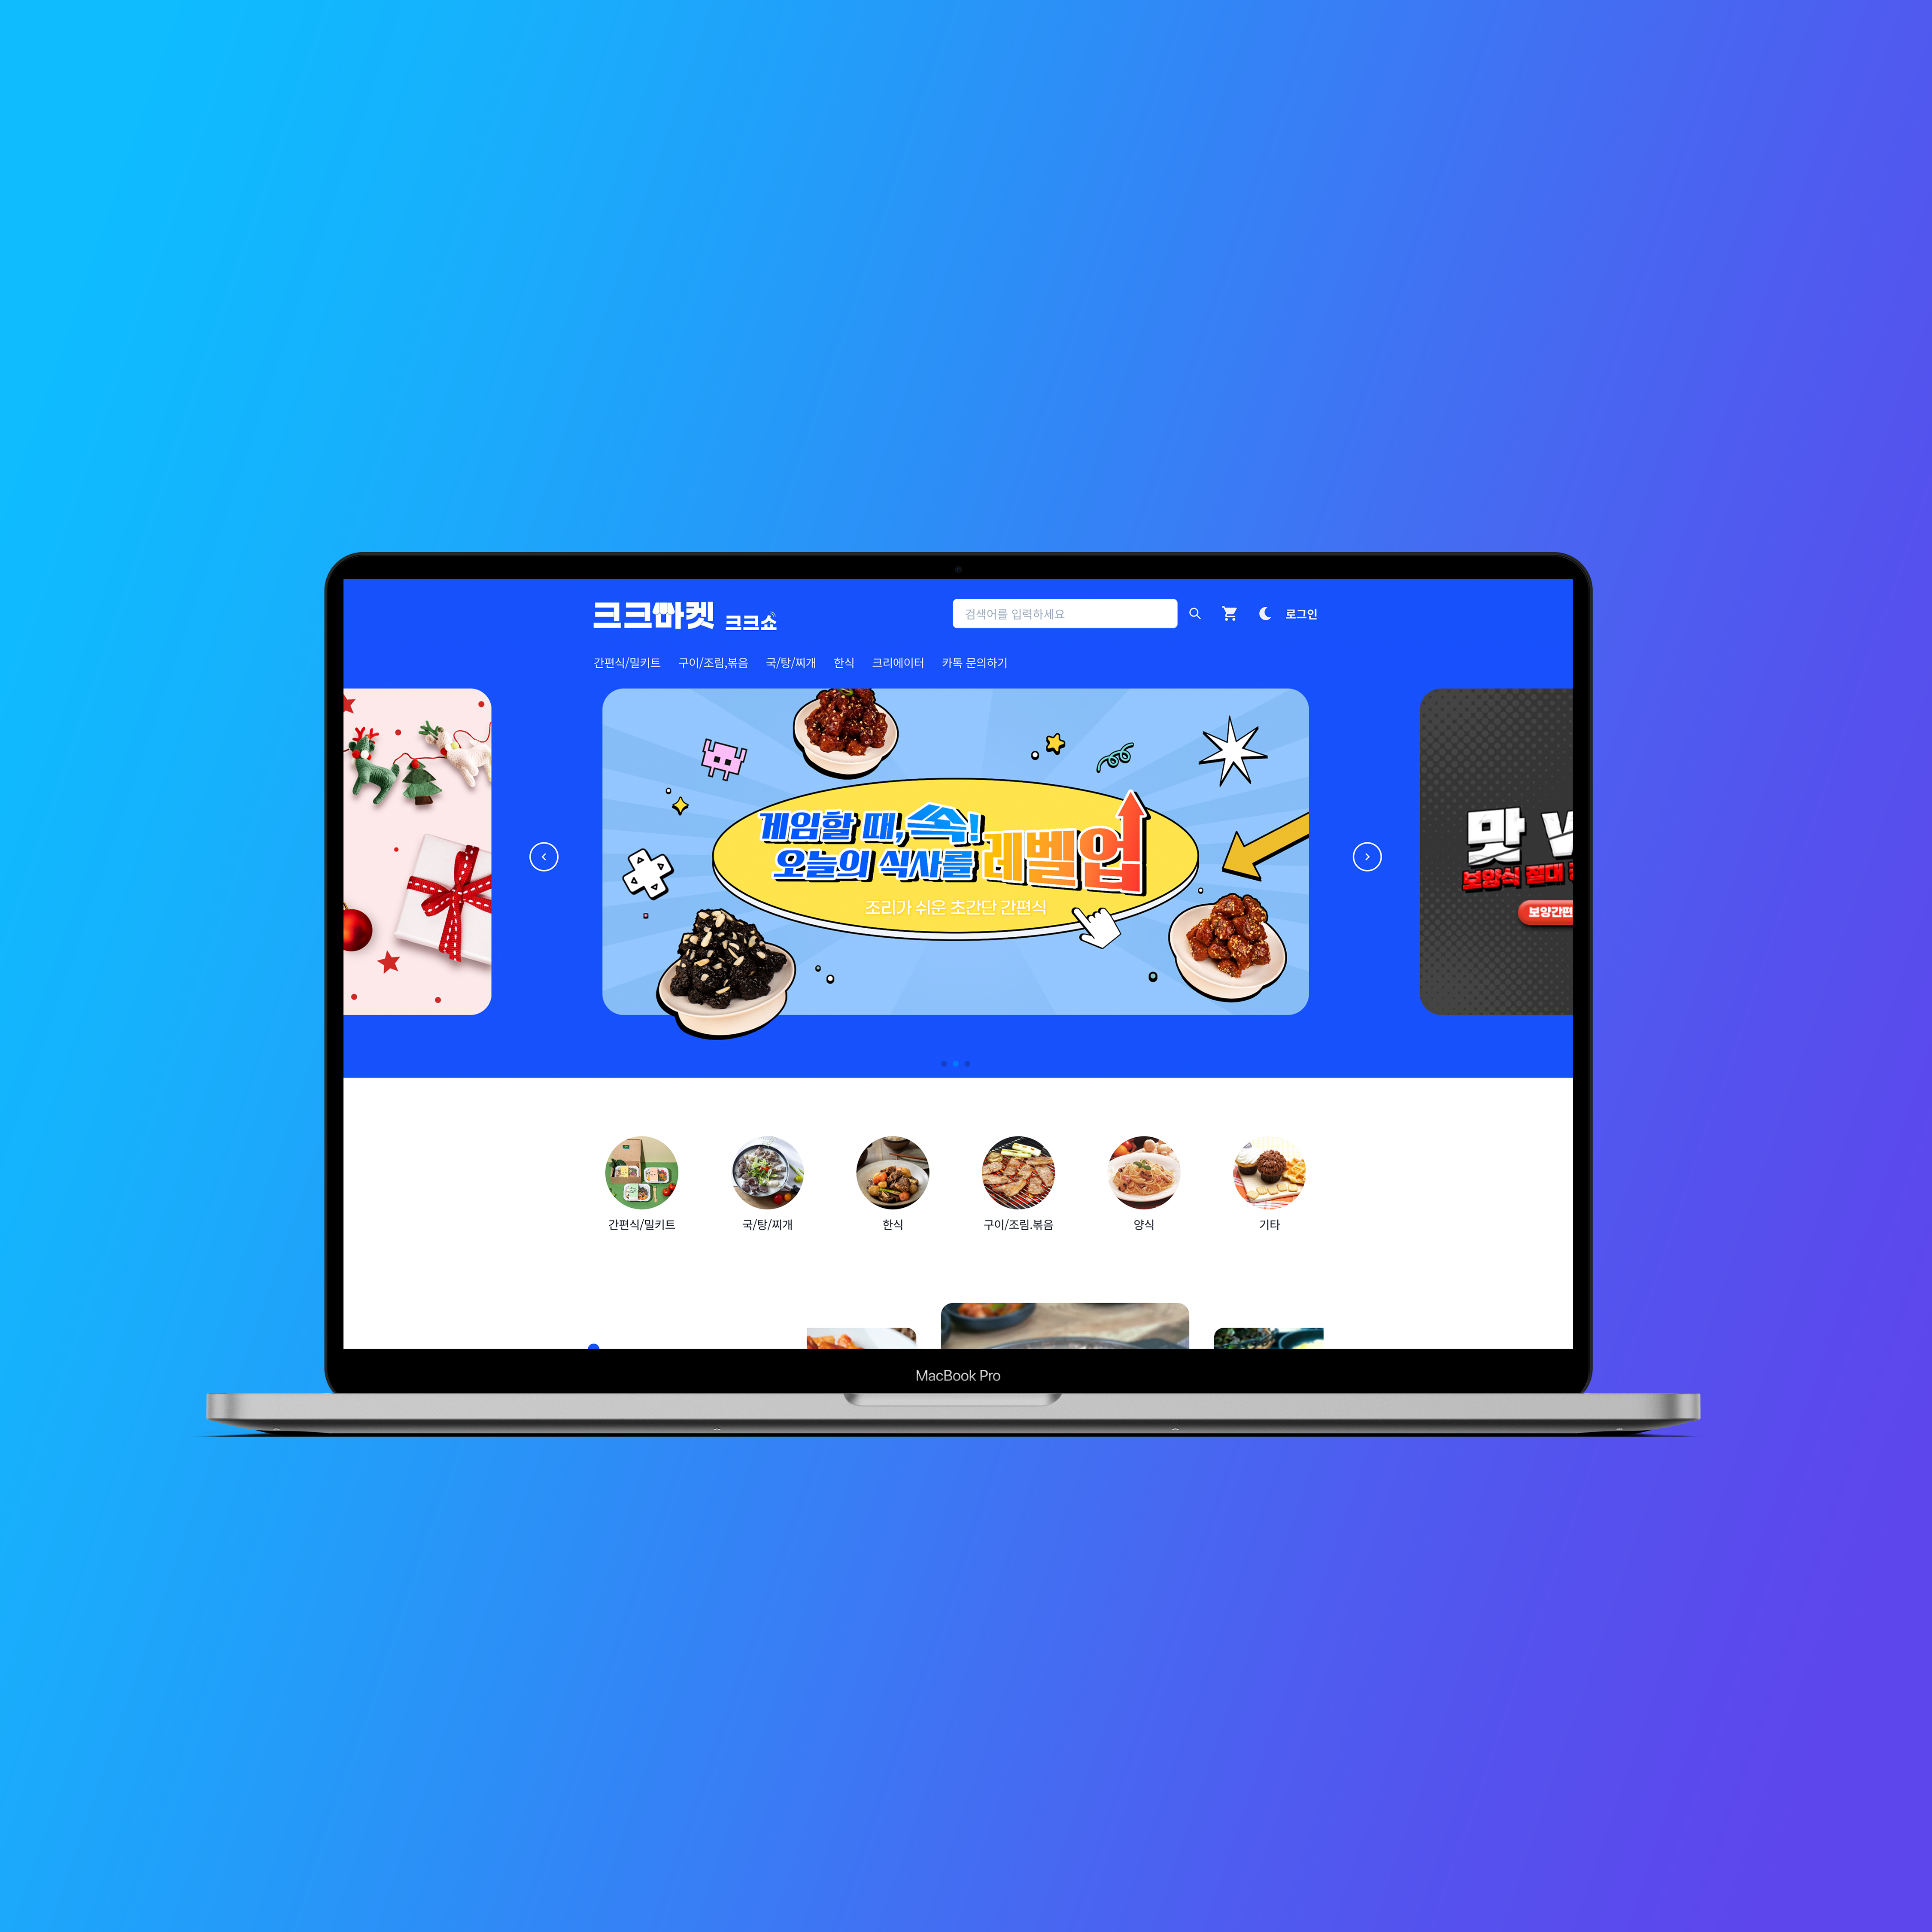 크크마켓 크크쇼
검색어를 입력하세요
로그인
간편식/밀키트 구이/조림,볶음 국/탕/찌개 한식 크리에이터 카톡 문의하기
게임할 때, 쏙!
오늘의 식사를 레벨업
조리가 쉬운 초간단 간편식
맛
보양식 절대
보양간편
간편식/밀키트 국/탕/찌개 한식 구이/조림.볶음 양식 기타
MacBook Pro